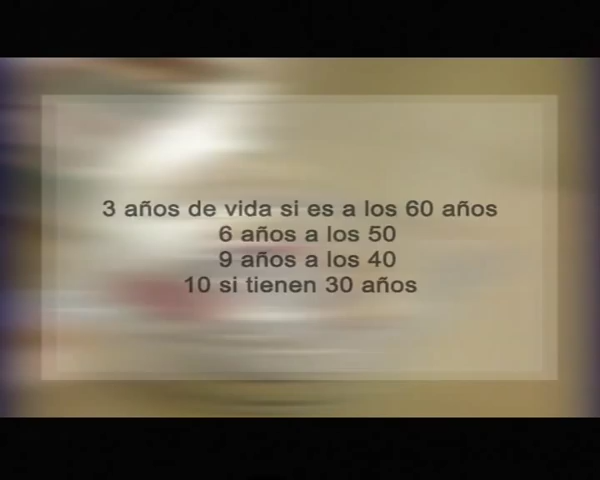 3 años de vida si es a los 60 años
6 años a los 50
9 años a los 40
10 si tienen 30 años